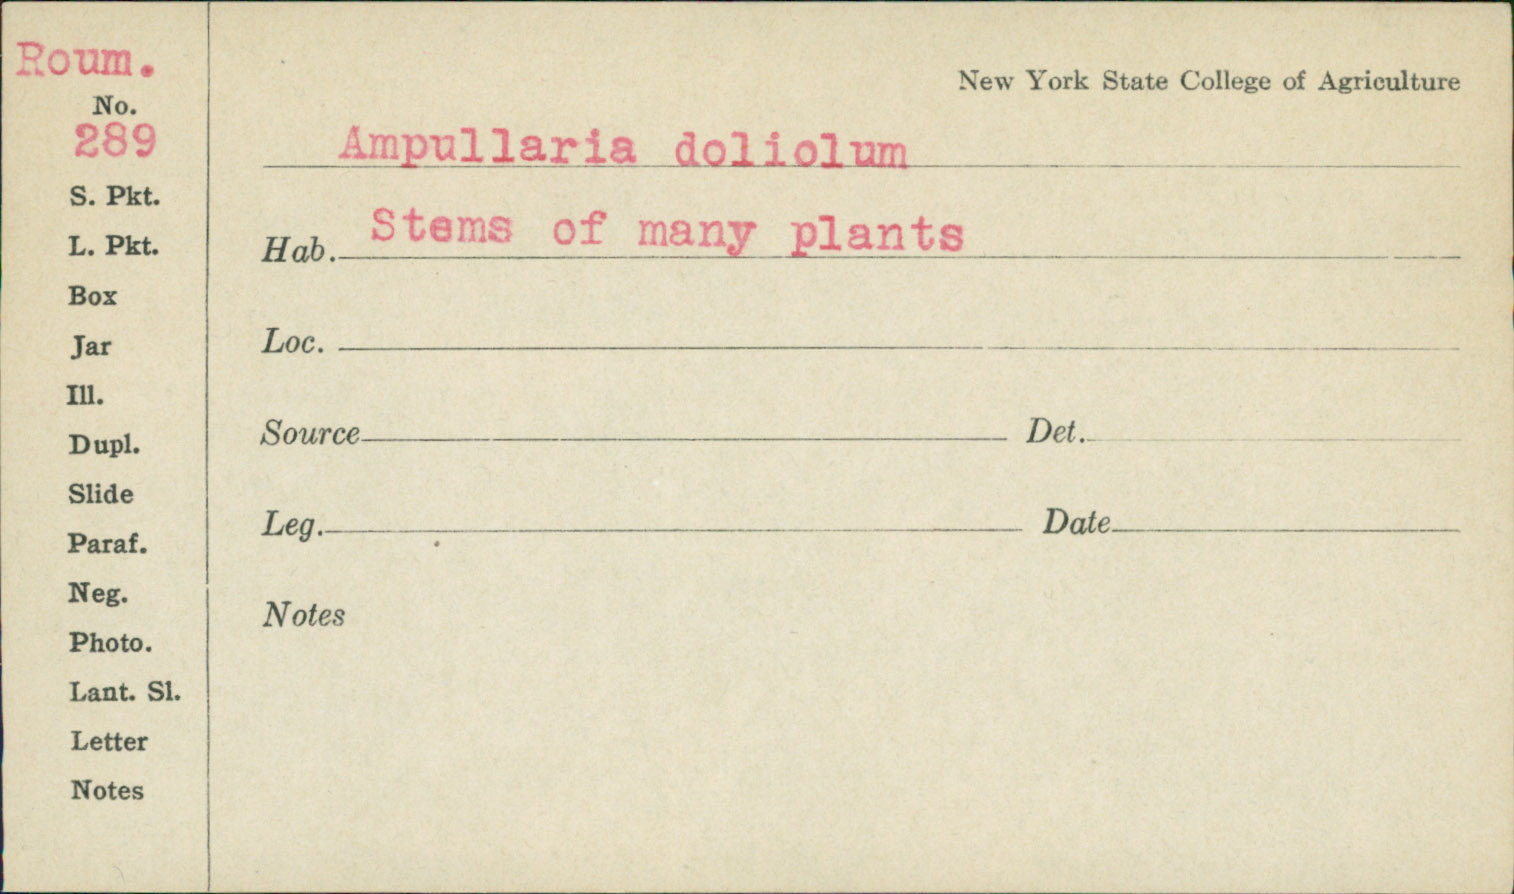 Roum.
No.
289
S. Pkt.
L. Pkt.
Box
Jar
Ill.
Dupl.
Slide
Paraf.
Neg.
Photo.
Lant. Sl.
Letter
Notes
New York State College of Agriculture
Ampullaria doliolum
Hab. Stems of many plants
Loc.
Source Det.
Leg. Date
Notes